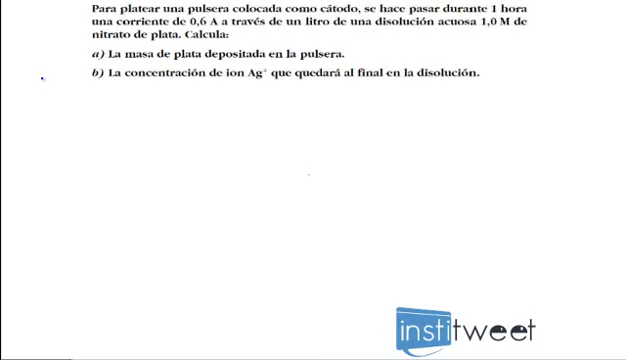 Para platear una pulsera colocada como cátodo, se hace pasar durante 1 hora
una corriente de 0,6 A a través de un litro de una disolución acuosa 1,0 M de
nitrato de plata. Calcula:
a) La masa de plata depositada en la pulsera.
b) La concentración de ion Ag⁺ que quedará al final en la disolución.
institweet